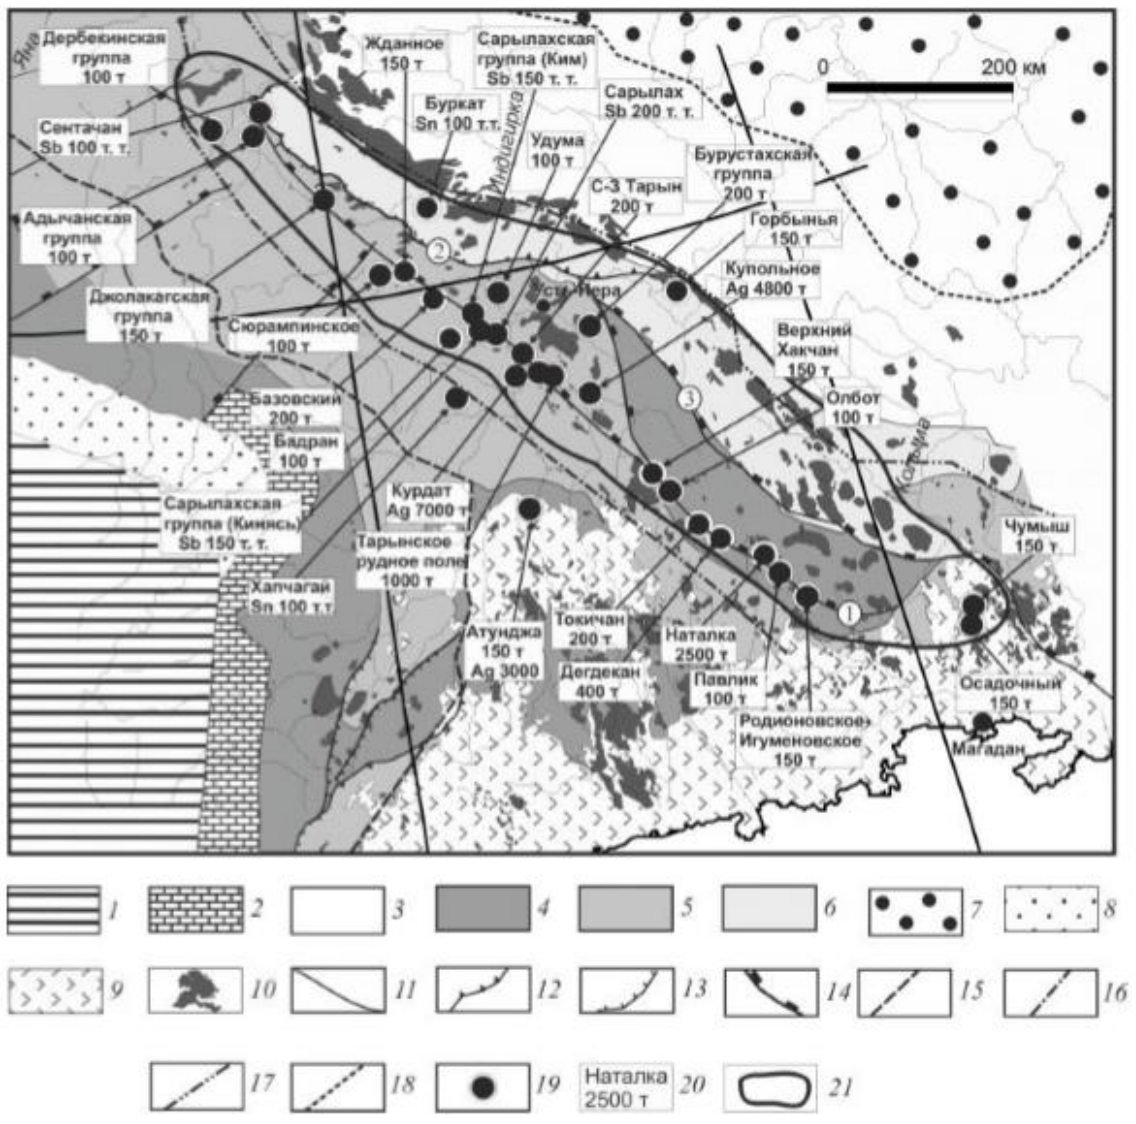 Яна
Дербекинская
группа
100 т
Жданное
150 т
Сарылахская
группа (Ким)
Sb 150 т. т.
0
200 км
Сарылах
Sb 200 т. т.
Буркат
Sn 100 т.т.
Индигирка
Сентачан
Sb 100 т. т.
Удума
100 т
Бурустахская
группа
200 т
С-З Тарын
200 т
Адычанская
группа
100 т
Горбынья
150 т
2
Купольное
Ag 4800 т
Усть-Нера
Джолакагская
группа
150 т
Сюрампинское
100 т
Верхний
Хакчан
150 т
3
Олбот
100 т
Базовский
200 т
Бадран
100 т
Колыма
Курдат
Ag 7000 т
Сарылахская
группа (Кинясь)
Sb 150 т. т.
Чумыш
150 т.
Тарынское
рудное поле
1000 т
Хапчагай
Sn 100 т.т
1
Атунджа
150 т
Ag 3000
Токичан
200 т
Наталка
2500 т
Дегдекан
400 т
Павлик
100 т
Осадочный
150 т
Родионовское
Игуменовское
150 т
Магадан
1
2
3
4
5
6
7
8
9
10
11
12
13
14
15
16
17
18
19
Наталка
2500 т
20
21